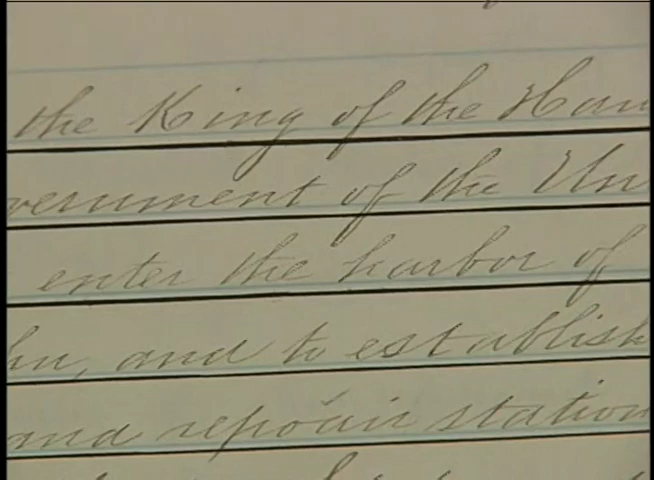 the King of the Haw
vernment of the Un
enter the harbor of
and to establish
and repair station